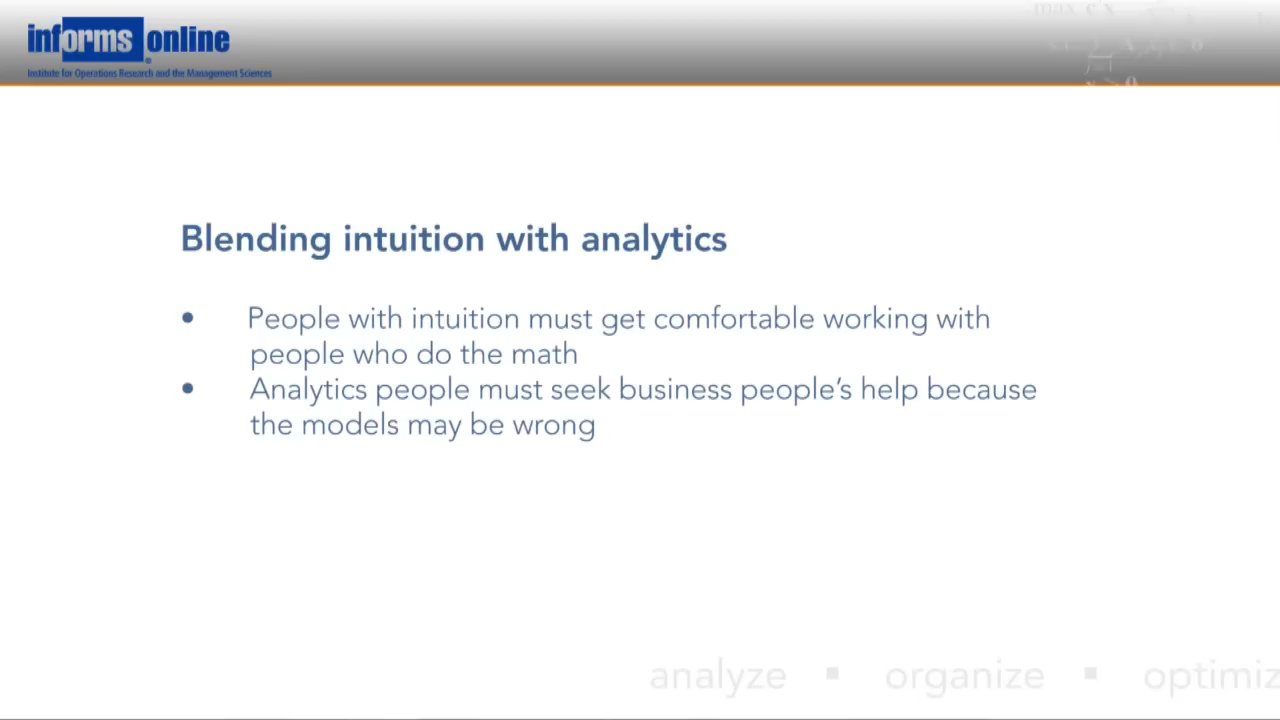 informs online
Institute for Operations Research and the Management Sciences
Blending intuition with analytics
• People with intuition must get comfortable working with
people who do the math
• Analytics people must seek business people's help because
the models may be wrong
analyze ▪ organize ▪ optimiz